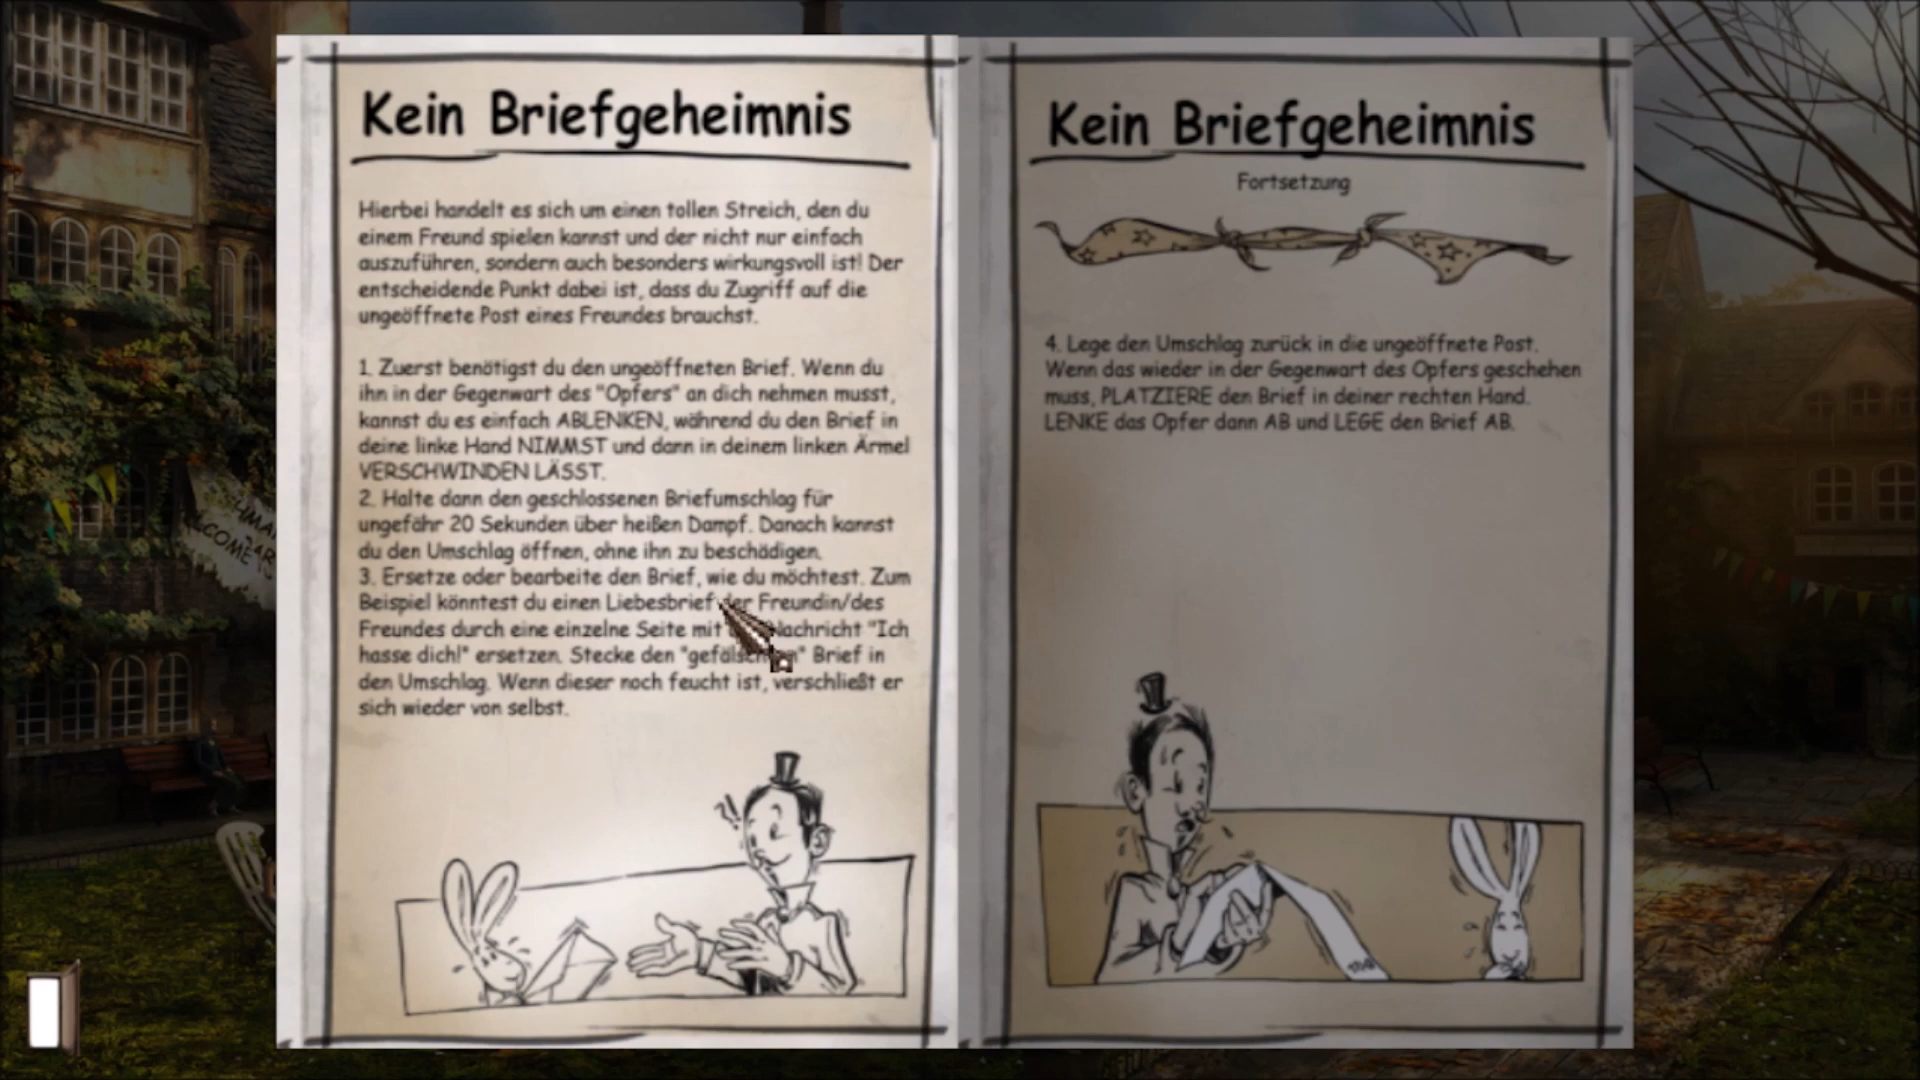 Kein Briefgeheimnis
Hierbei handelt es sich um einen tollen Streich, den du
einem Freund spielen kannst und der nicht nur einfach
auszuführen, sondern auch besonders wirkungsvoll ist! Der
entscheidende Punkt dabei ist, dass du Zugriff auf die
ungeöffnete Post eines Freundes brauchst.
1. Zuerst benötigst du den ungeöffneten Brief. Wenn du
ihn in der Gegenwart des "Opfers" an dich nehmen musst,
kannst du es einfach ABLENKEN, während du den Brief in
deine linke Hand NIMMST und dann in deinem linken Ärmel
VERSCHWINDEN LÄSST.
2. Halte dann den geschlossenen Briefumschlag für
ungefähr 20 Sekunden über heißen Dampf. Danach kannst
du den Umschlag öffnen, ohne ihn zu beschädigen.
3. Ersetze oder bearbeite den Brief, wie du möchtest. Zum
Beispiel könntest du einen Liebesbrief der Freundin/des
Freundes durch eine einzelne Seite mit Nachricht "Ich
hasse dich!" ersetzen. Stecke den "gefälschten" Brief in
den Umschlag. Wenn dieser noch feucht ist, verschließt er
sich wieder von selbst.
Kein Briefgeheimnis
Fortsetzung
4. Lege den Umschlag zurück in die ungeöffnete Post.
Wenn das wieder in der Gegenwart des Opfers geschehen
muss, PLATZIERE den Brief in deiner rechten Hand.
LENKE das Opfer dann AB und LEGE den Brief AB.